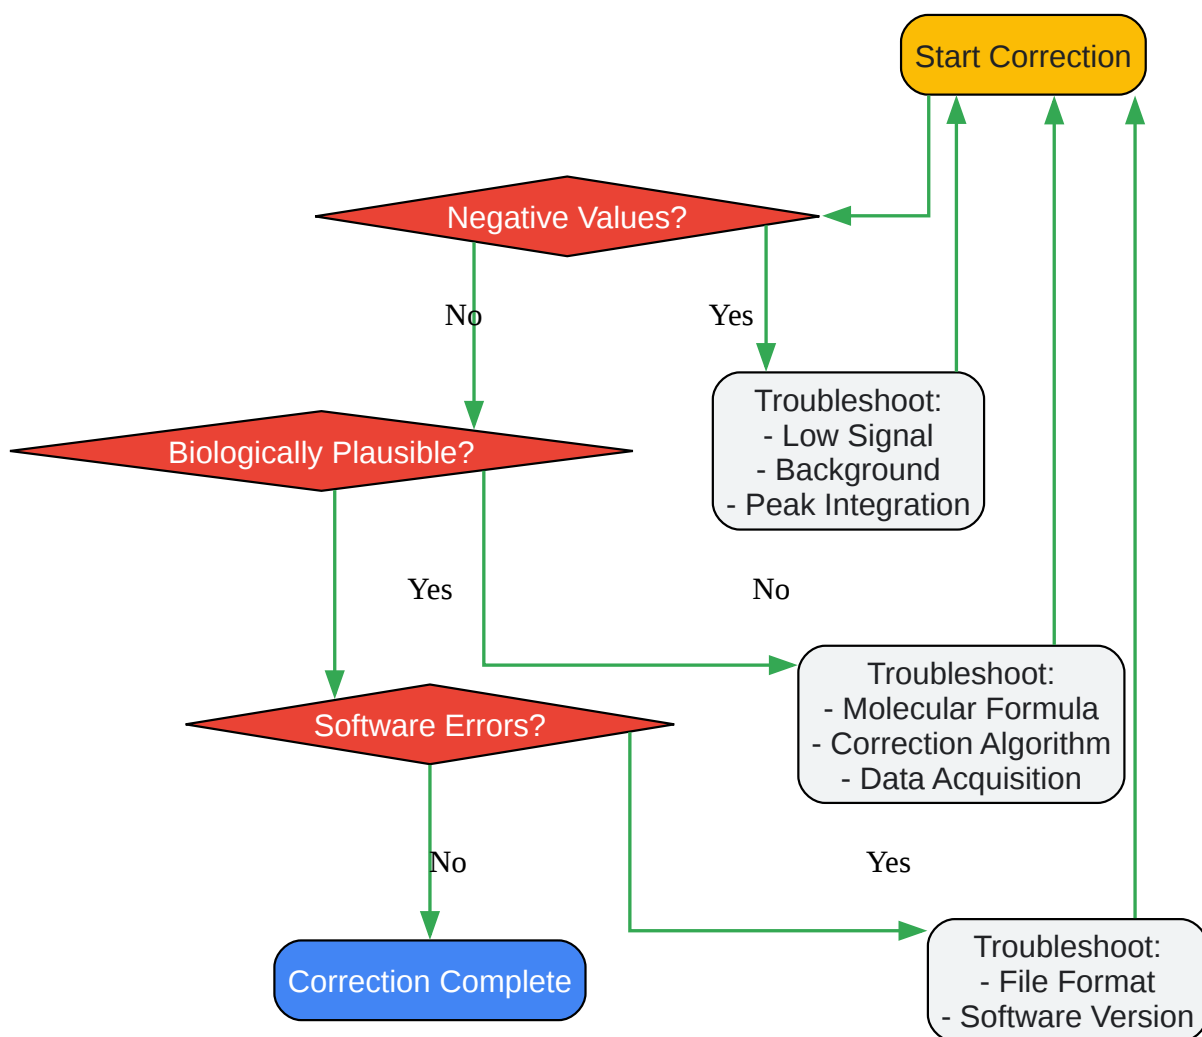 Start Correction
Negative Values?
No
Yes
Troubleshoot:
- Low Signal
- Background
- Peak Integration
Biologically Plausible?
Yes
No
Troubleshoot:
- Molecular Formula
- Correction Algorithm
- Data Acquisition
Software Errors?
No
Yes
Correction Complete
Troubleshoot:
- File Format
- Software Version